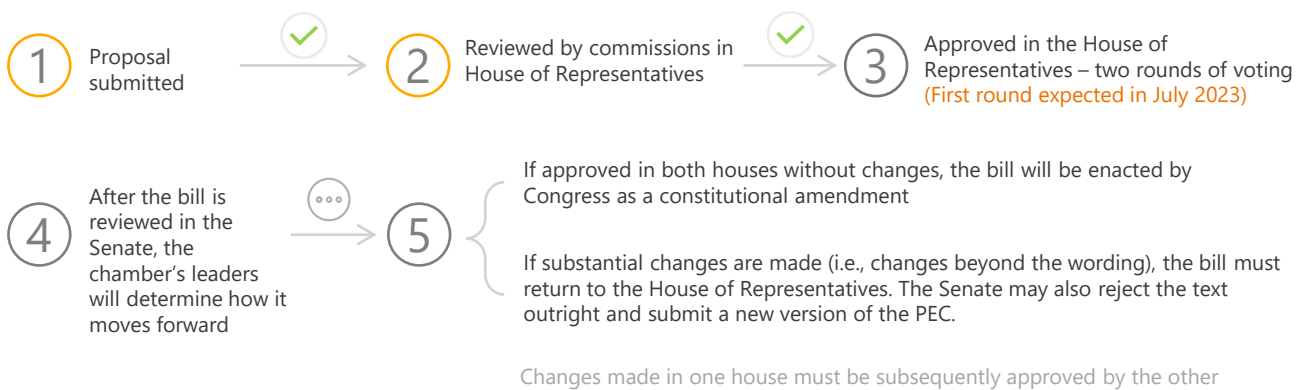 1
Proposal
submitted
2
Reviewed by commissions in
House of Representatives
3
Approved in the House of
Representatives – two rounds of voting
(First round expected in July 2023)
4
After the bill is
reviewed in the
Senate, the
chamber’s leaders
will determine how it
moves forward
5
If approved in both houses without changes, the bill will be enacted by
Congress as a constitutional amendment
If substantial changes are made (i.e., changes beyond the wording), the bill must
return to the House of Representatives. The Senate may also reject the text
outright and submit a new version of the PEC.
Changes made in one house must be subsequently approved by the other